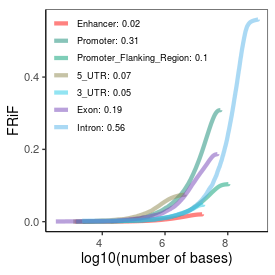 Enhancer: 0.02
Promoter: 0.31
Promoter_Flanking_Region: 0.1
5_UTR: 0.07
3_UTR: 0.05
Exon: 0.19
Intron: 0.56
FRiF
0.4
0.2
0.0
4 6 8
log10(number of bases)